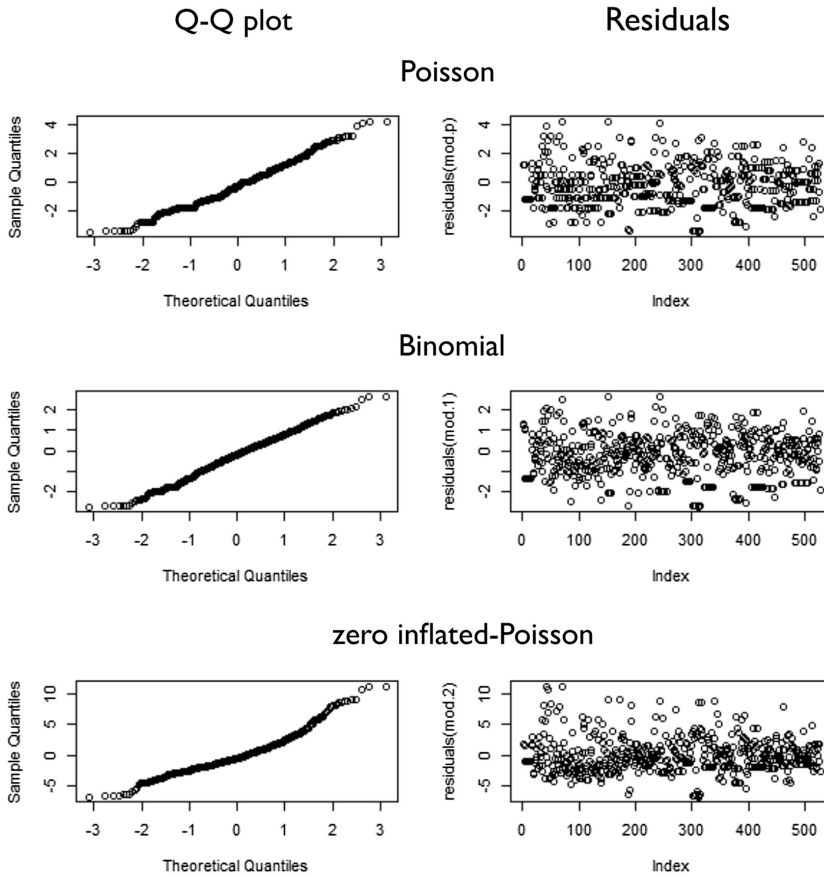 Q-Q plot
Residuals
Poisson
Sample Quantiles
4
2
0
-2
-3 -2 -1 0 1 2 3
Theoretical Quantiles
residuals(mod.p)
4
2
0
-2
0 100 200 300 400 500
Index
Binomial
Sample Quantiles
2
1
0
-2
-3 -2 -1 0 1 2 3
Theoretical Quantiles
residuals(mod.1)
2
1
0
-2
0 100 200 300 400 500
Index
zero inflated-Poisson
Sample Quantiles
10
5
0
-5
-3 -2 -1 0 1 2 3
Theoretical Quantiles
residuals(mod.2)
10
5
0
-5
0 100 200 300 400 500
Index